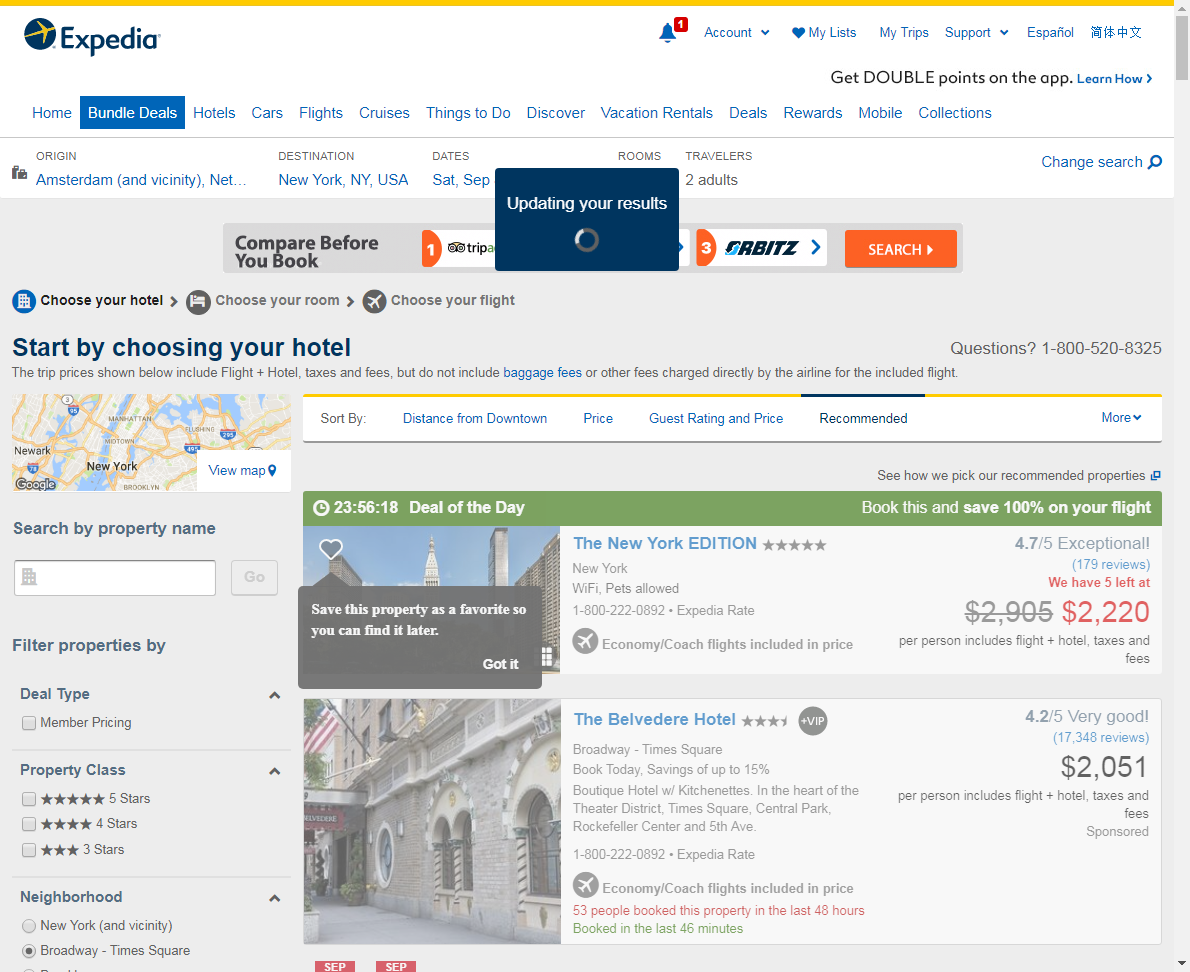 Expedia
1
Account
My Lists
My Trips
Support
Español
简体中文
Get DOUBLE points on the app. Learn How
Home
Bundle Deals
Hotels
Cars
Flights
Cruises
Things to Do
Discover
Vacation Rentals
Deals
Rewards
Mobile
Collections
ORIGIN
Amsterdam (and vicinity), Net...
DESTINATION
New York, NY, USA
DATES
Sat, Sep
ROOMS
TRAVELERS
2 adults
Change search
Updating your results
Compare Before
You Book
1
3
ORBITZ
SEARCH
Choose your hotel
Choose your room
Choose your flight
Start by choosing your hotel
Questions? 1-800-520-8325
The trip prices shown below include Flight + Hotel, taxes and fees, but do not include baggage fees or other fees charged directly by the airline for the included flight.
3
95
MANHATTAN
FLUSHING
295
MIDTOWN
495
Newark
78
New York
BROOKLYN
Google
View map
Sort By:
Distance from Downtown
Price
Guest Rating and Price
Recommended
More
See how we pick our recommended properties
Search by property name
Go
Filter properties by
Deal Type
Member Pricing
Property Class
5 Stars
4 Stars
3 Stars
Neighborhood
New York (and vicinity)
Broadway - Times Square
23:56:18 Deal of the Day
Book this and save 100% on your flight
Save this property as a favorite so
you can find it later.
Got it
The New York EDITION
New York
WiFi, Pets allowed
1-800-222-0892 • Expedia Rate
Economy/Coach flights included in price
4.7/5 Exceptional!
(179 reviews)
We have 5 left at
$2,905 $2,220
per person includes flight + hotel, taxes and
fees
BELVEDERE
The Belvedere Hotel
+VIP
Broadway - Times Square
Book Today, Savings of up to 15%
Boutique Hotel w/ Kitchenettes. In the heart of the
Theater District, Times Square, Central Park,
Rockefeller Center and 5th Ave.
1-800-222-0892 • Expedia Rate
Economy/Coach flights included in price
53 people booked this property in the last 48 hours
Booked in the last 46 minutes
4.2/5 Very good!
(17,348 reviews)
$2,051
per person includes flight + hotel, taxes and
fees
Sponsored
SEP
SEP